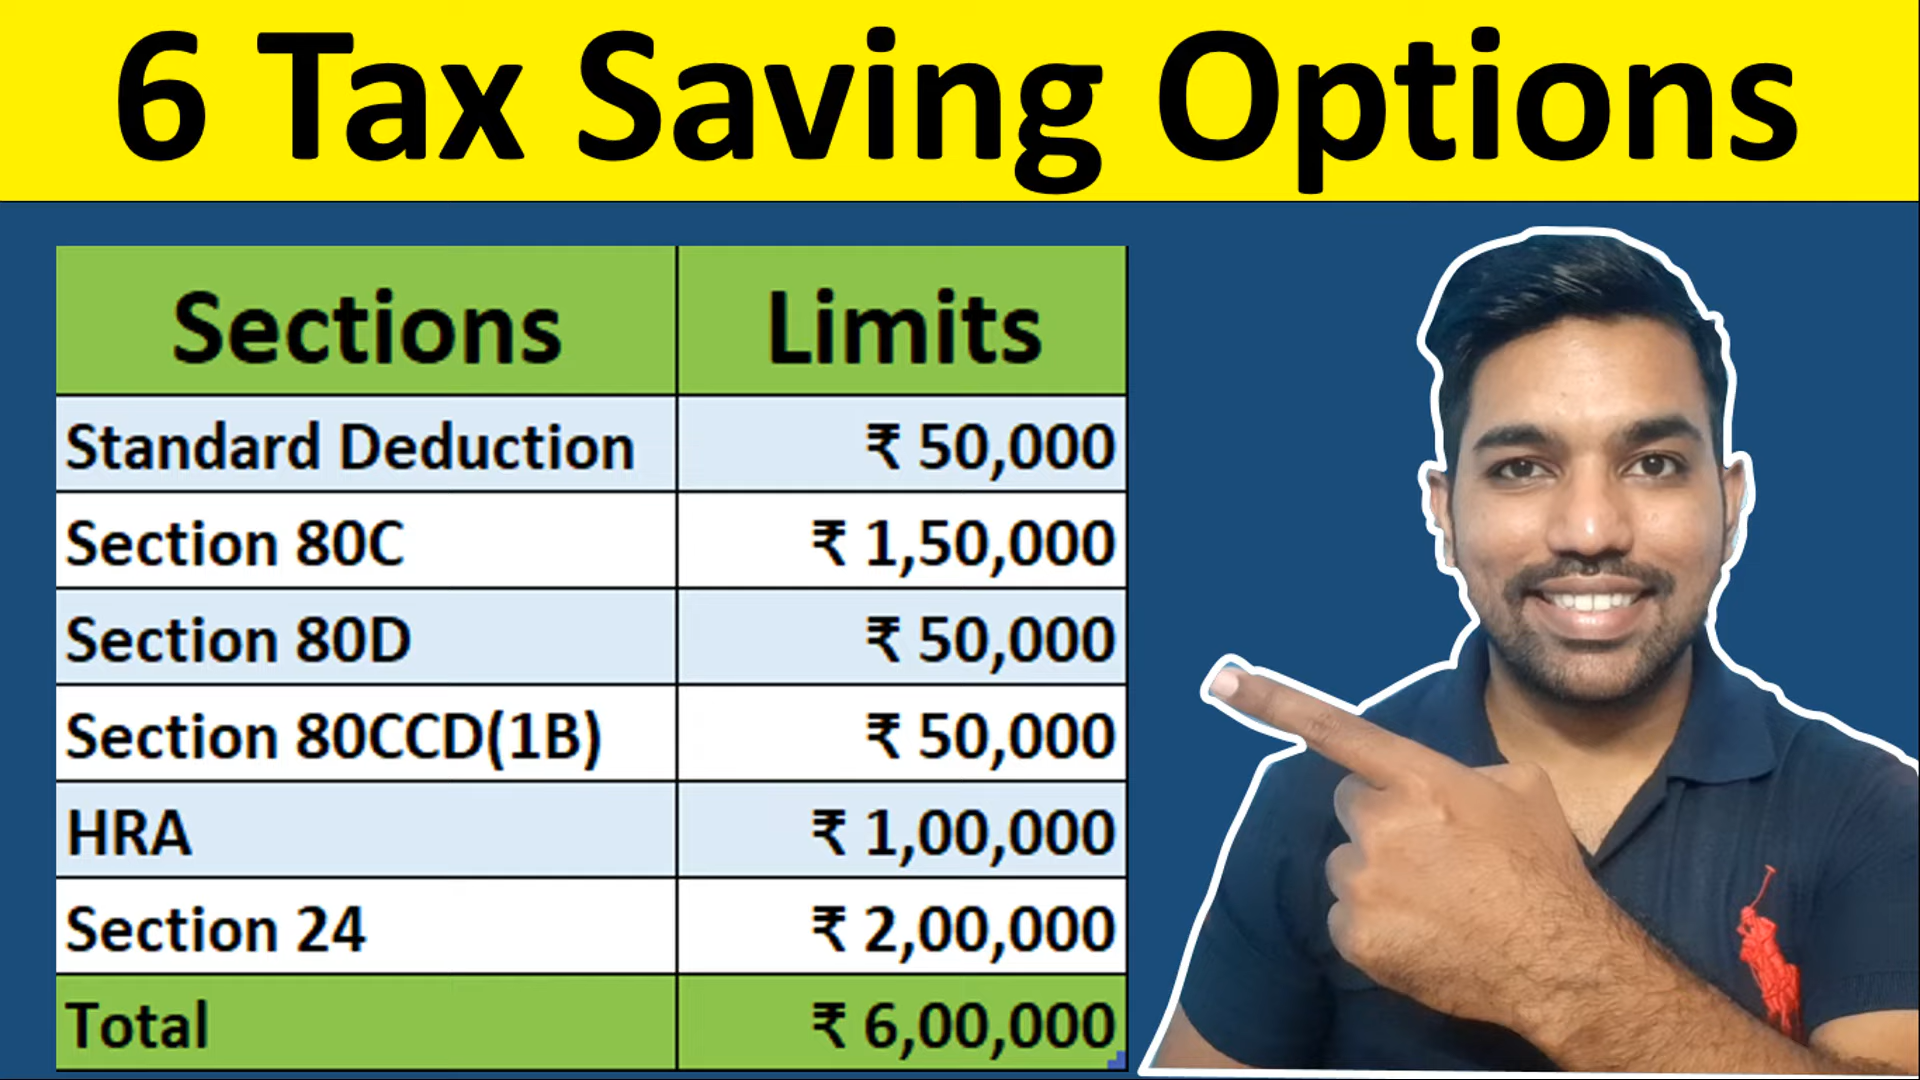 6 Tax Saving Options
Sections Limits
Standard Deduction ₹ 50,000
Section 80C ₹ 1,50,000
Section 80D ₹ 50,000
Section 80CCD(1B) ₹ 50,000
HRA ₹ 1,00,000
Section 24 ₹ 2,00,000
Total ₹ 6,00,000